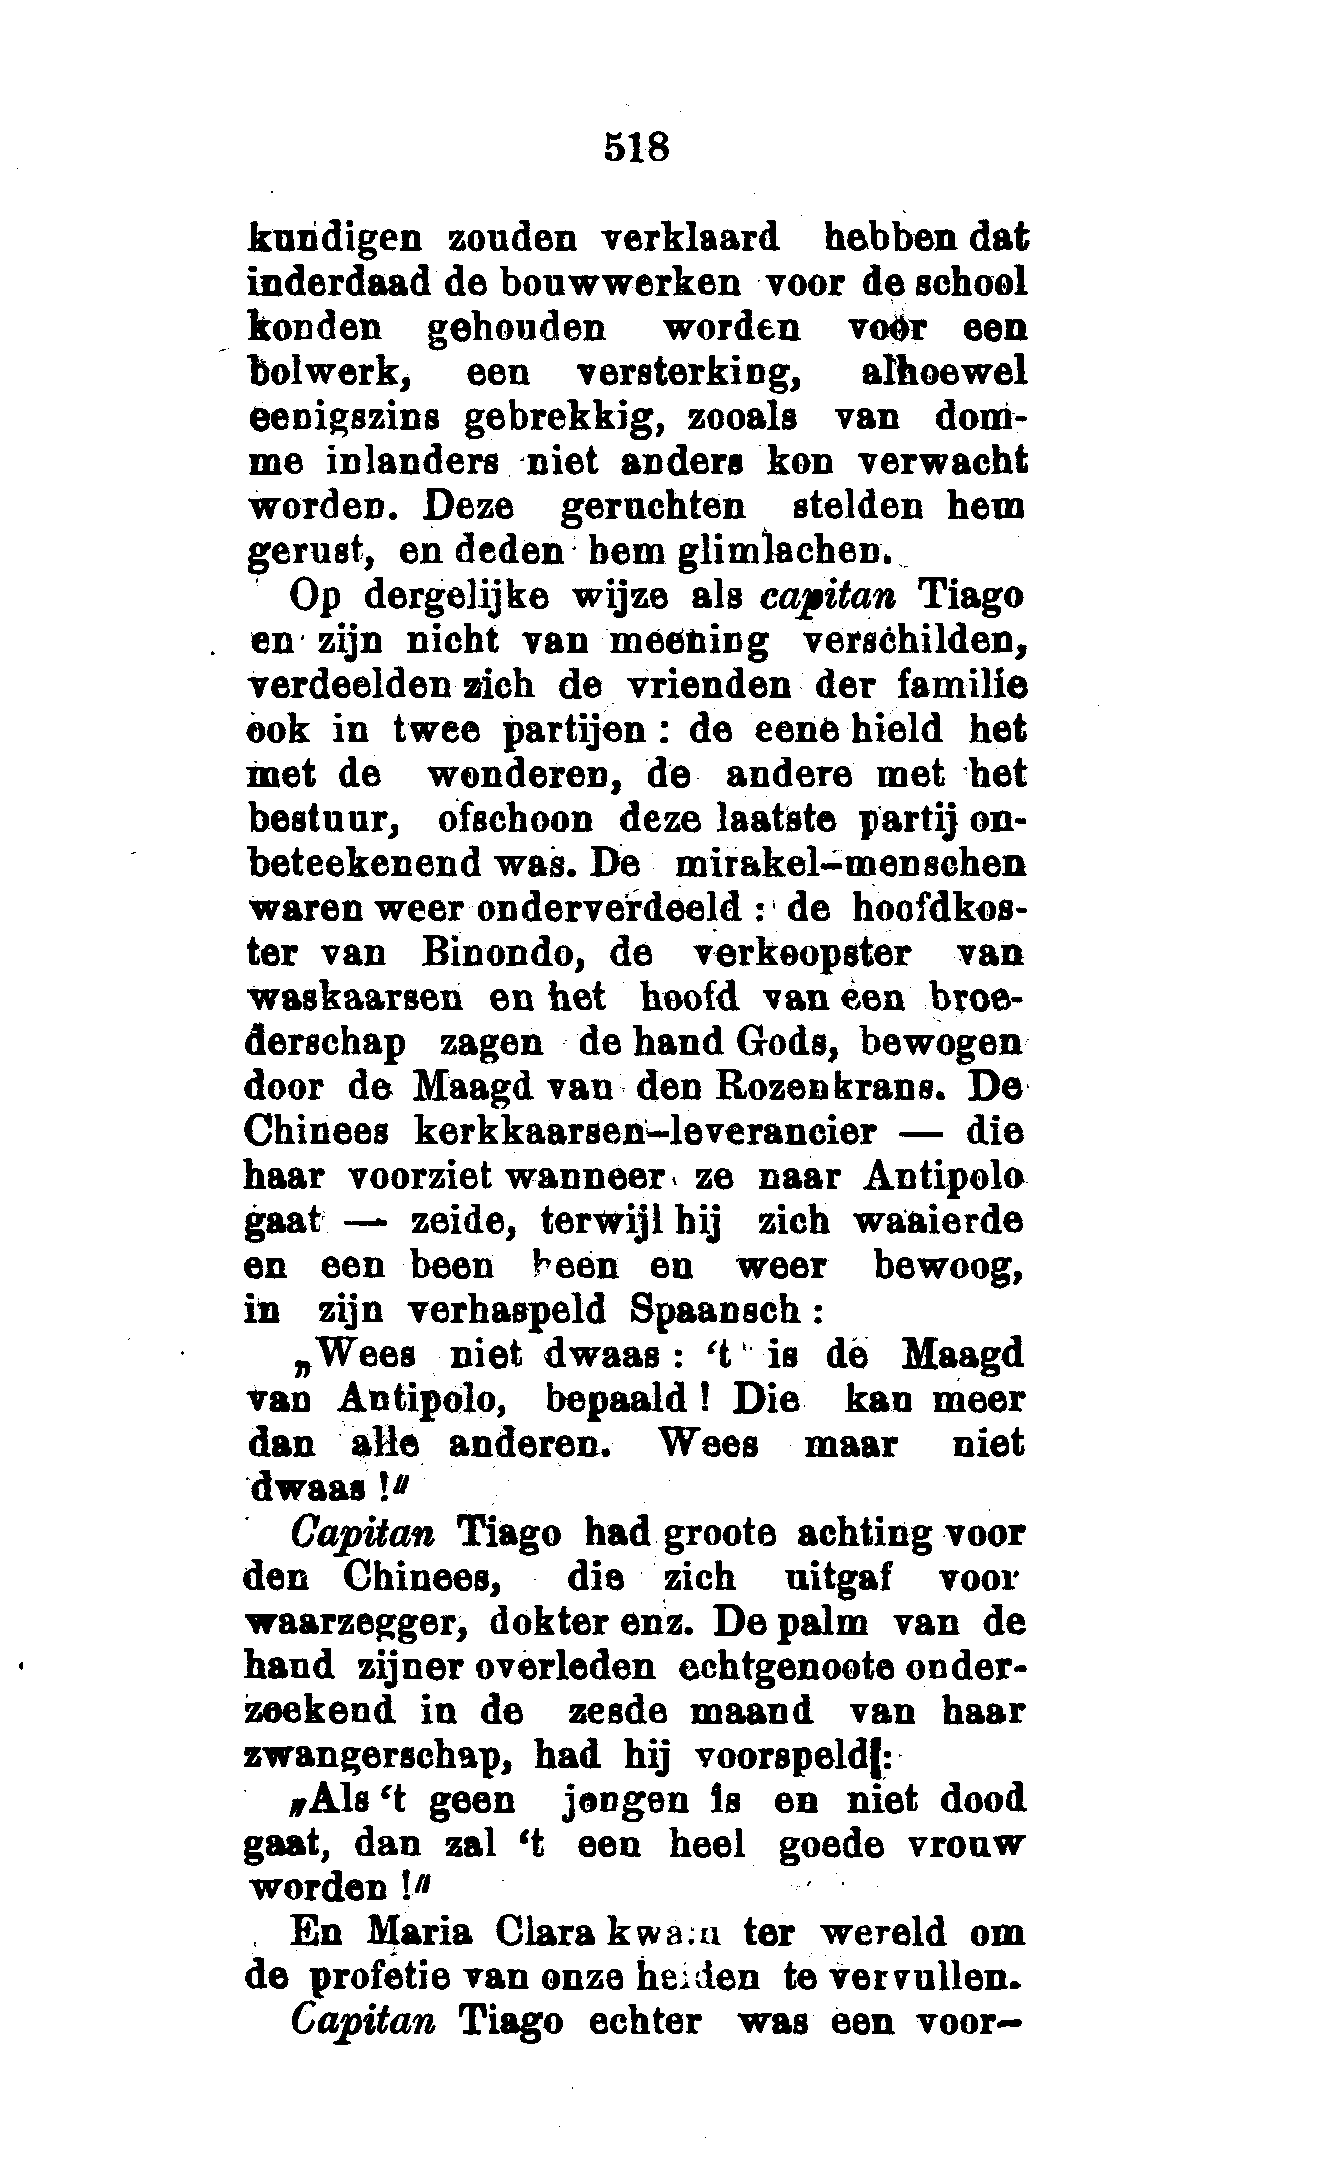 518
kundigen zouden verklaard hebben dat
inderdaad de bouwwerken voor de school
konden gehouden worden voor een
bolwerk, een versterking, alhoewel
eenigszins gebrekkig, zooals van dom-
me inlanders niet anders kon verwacht
worden. Deze geruchten stelden hem
gerust, en deden hem glimlachen.
Op dergelijke wijze als capitan Tiago
en zijn nicht van meening verschilden,
verdeelden zich de vrienden der familie
ook in twee partijen : de eene hield het
met de wonderen, de andere met het
bestuur, ofschoon deze laatste partij on-
beteekenend was. De mirakel-menschen
waren weer onderverdeeld : de hoofdkos-
ter van Binondo, de verkoopster van
waskaarsen en het hoofd van een broe-
derschap zagen de hand Gods, bewogen
door de Maagd van den Rozenkrans. De
Chinees kerkkaarsen-leverancier — die
haar voorziet wanneer ze naar Antipolo
gaat — zeide, terwijl hij zich waaierde
en een been heen en weer bewoog,
in zijn verhaspeld Spaansch :
„Wees niet dwaas : ‘t is de Maagd
van Antipolo, bepaald ! Die kan meer
dan alle anderen. Wees maar niet
dwaas !"
Capitan Tiago had groote achting voor
den Chinees, die zich uitgaf voor
waarzegger, dokter enz. De palm van de
hand zijner overleden echtgenoote onder-
zoekend in de zesde maand van haar
zwangerschap, had hij voorspeld:
„Als ‘t geen jongen is en niet dood
gaat, dan zal ‘t een heel goede vrouw
worden !"
En Maria Clara kwam ter wereld om
de profetie van onze heiden te vervullen.
Capitan Tiago echter was een voor-